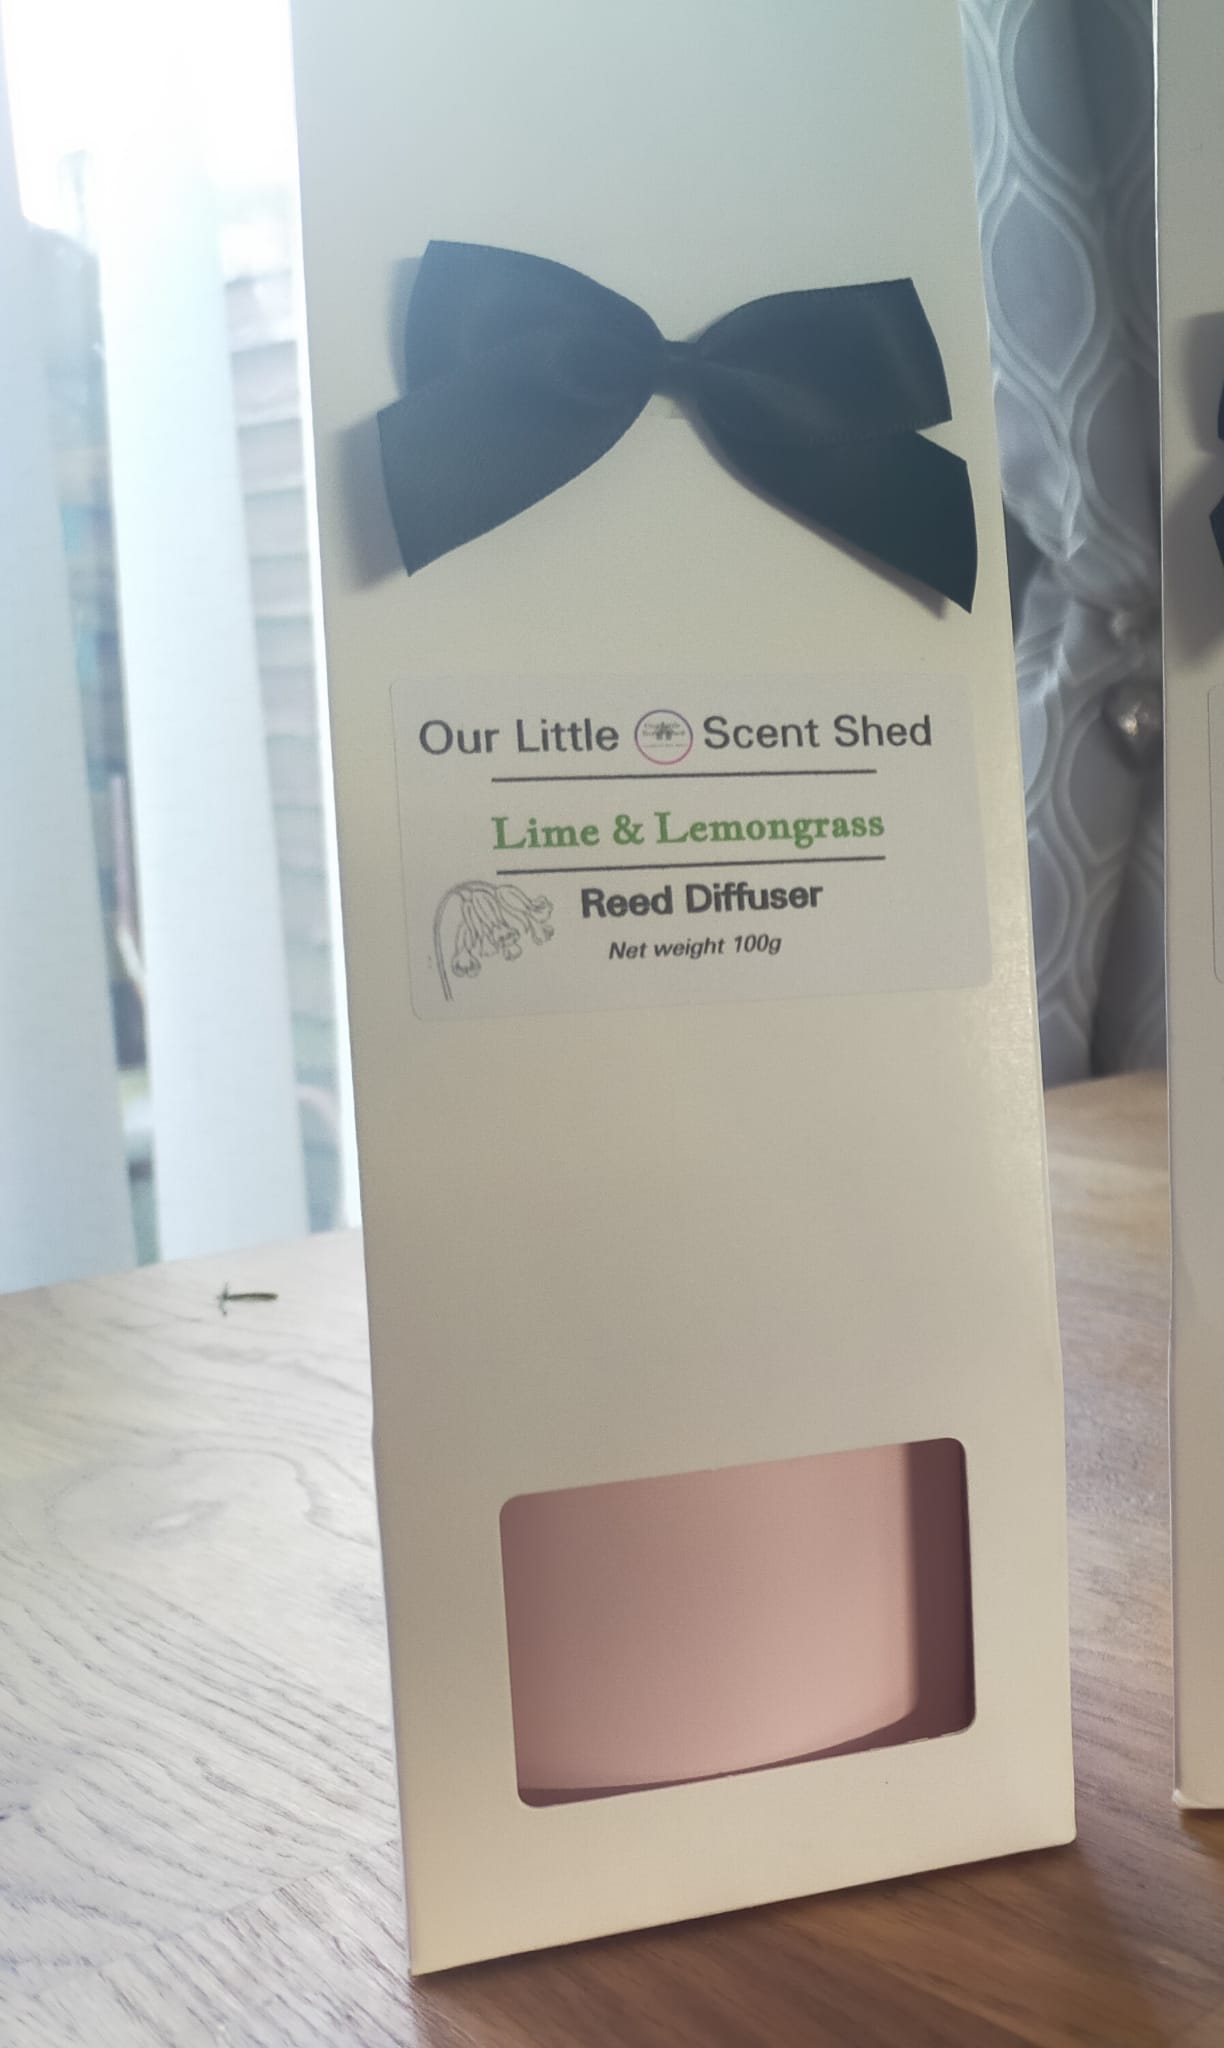 Our Little Scent Shed
Lime & Lemongrass
Reed Diffuser
Net weight 100g